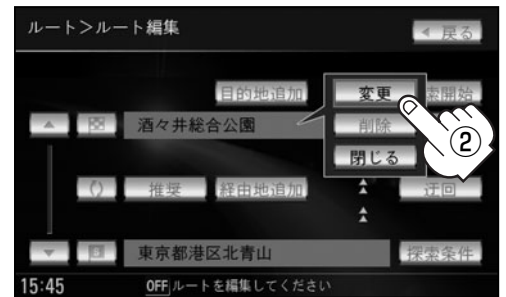 ルート＞ルート編集
戻る
目的地追加
変更
索開始
酒々井総合公園
削除
②
閉じる
推奨
経由地追加
迂回
東京都港区北青山
探索条件
15:45
OFF ルートを編集してください